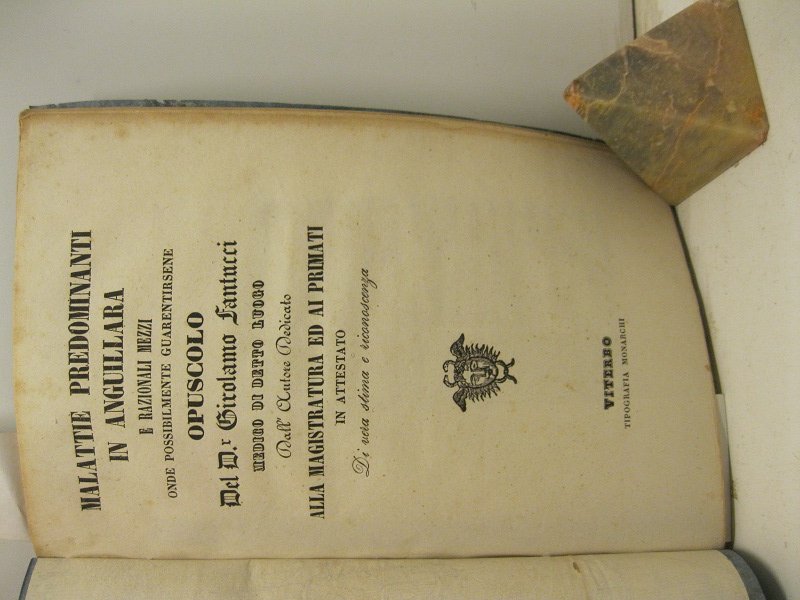 MALATTIE PREDOMINANTI
IN ANGUILLARA
E RAZIONALI MEZZI
ONDE POSSIBILMENTE GUARENTIRSENE
OPUSCOLO
Del D.r Girolamo Fantucci
MEDICO DI DETTO LUOGO
Dall' Autore Dedicato
ALLA MAGISTRATURA ED AI PRIMATI
IN ATTESTATO
Di vera stima e riconoscenza
VITERBO
TIPOGRAFIA MONARCHI